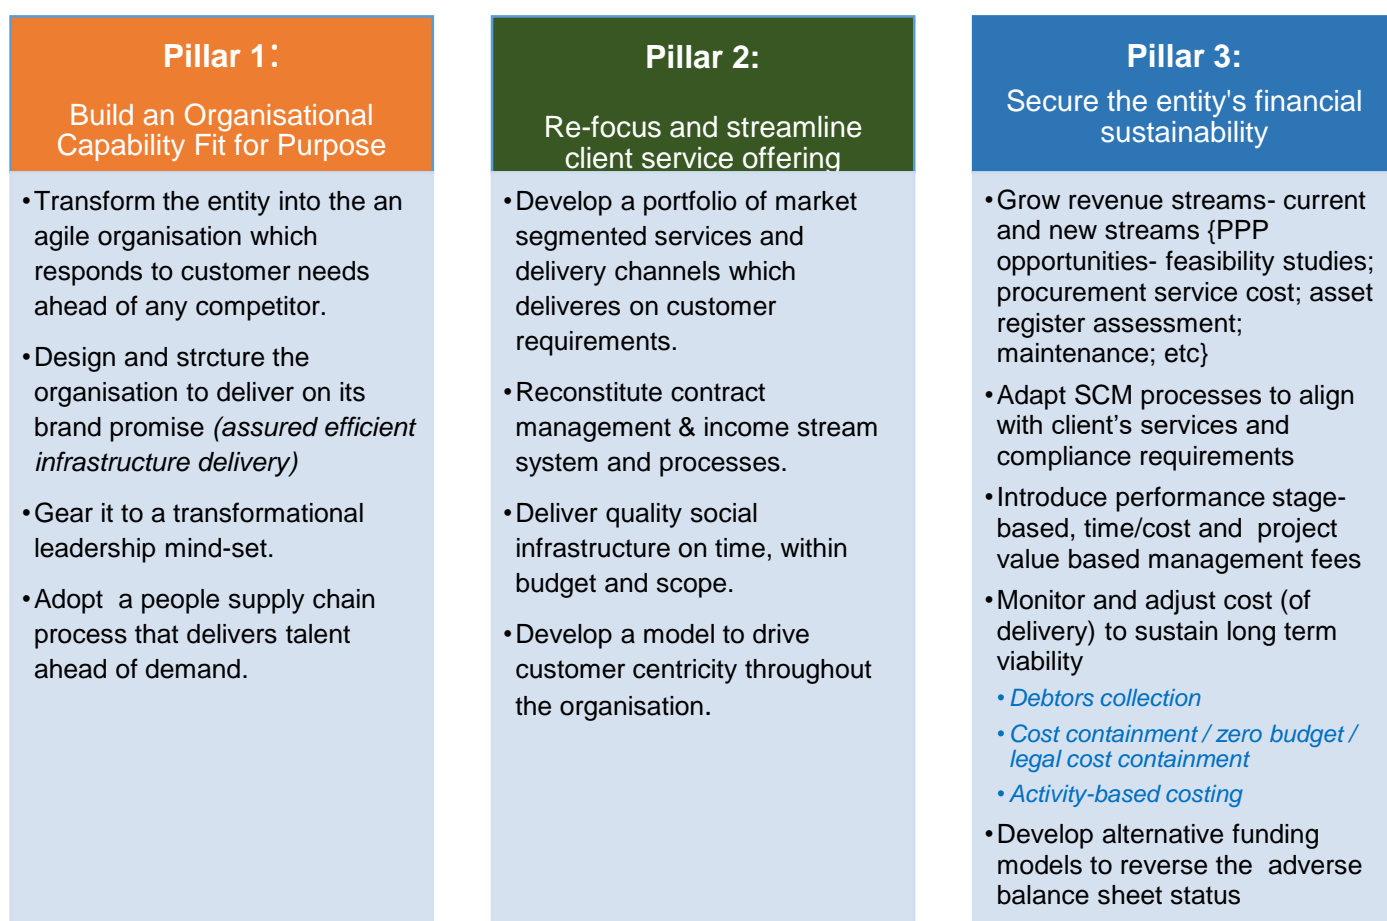 Pillar 1:
Build an Organisational
Capability Fit for Purpose
•Transform the entity into the an
agile organisation which
responds to customer needs
ahead of any competitor.
•Design and strcture the
organisation to deliver on its
brand promise (assured efficient
infrastructure delivery)
•Gear it to a transformational
leadership mind-set.
•Adopt a people supply chain
process that delivers talent
ahead of demand.
Pillar 2:
Re-focus and streamline
client service offering
•Develop a portfolio of market
segmented services and
delivery channels which
deliveres on customer
requirements.
•Reconstitute contract
management & income stream
system and processes.
•Deliver quality social
infrastructure on time, within
budget and scope.
•Develop a model to drive
customer centricity throughout
the organisation.
Pillar 3:
Secure the entity's financial
sustainability
•Grow revenue streams- current
and new streams {PPP
opportunities- feasibility studies;
procurement service cost; asset
register assessment;
maintenance; etc}
•Adapt SCM processes to align
with client’s services and
compliance requirements
•Introduce performance stage-
based, time/cost and project
value based management fees
•Monitor and adjust cost (of
delivery) to sustain long term
viability
• Debtors collection
• Cost containment / zero budget /
legal cost containment
• Activity-based costing
•Develop alternative funding
models to reverse the adverse
balance sheet status